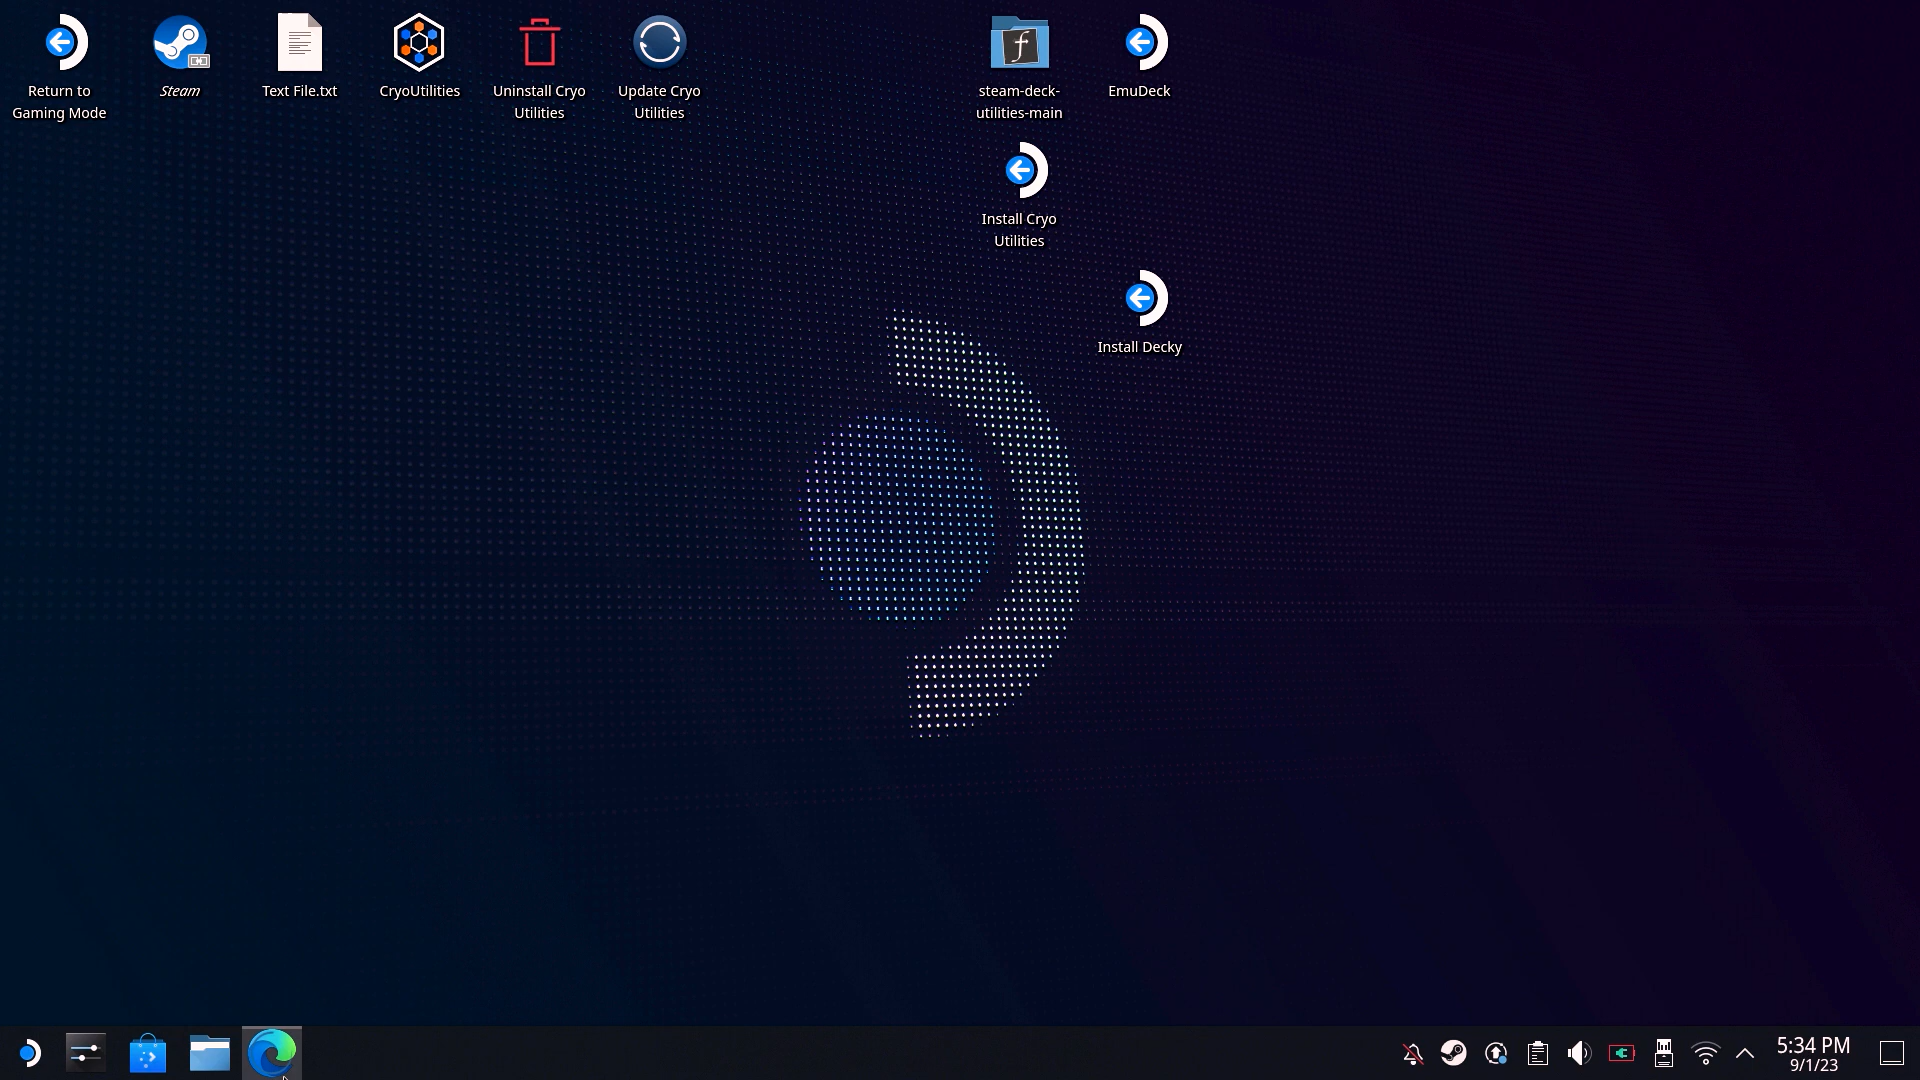 Return to
Gaming Mode
Steam
Text File.txt
CryoUtilities
Uninstall Cryo
Utilities
Update Cryo
Utilities
steam-deck-
utilities-main
EmuDeck
Install Cryo
Utilities
Install Decky
5:34 PM
9/1/23